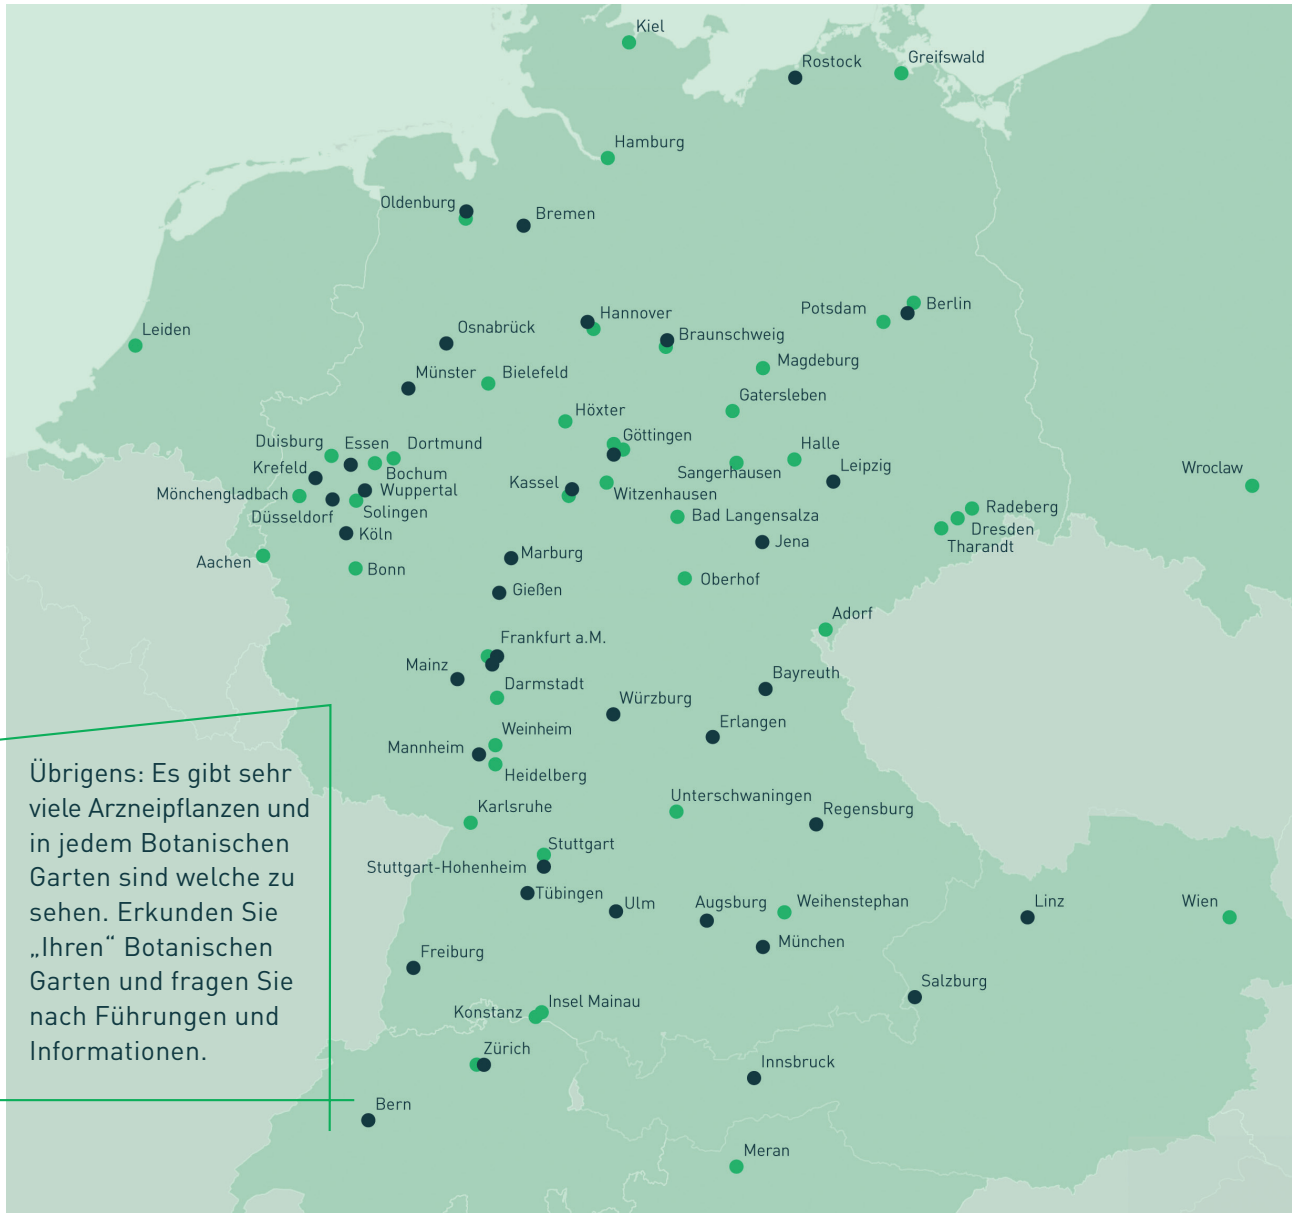 Kiel
Rostock
Greifswald
Hamburg
Oldenburg
Bremen
Hannover
Potsdam
Berlin
Leiden
Osnabrück
Braunschweig
Magdeburg
Münster
Bielefeld
Gatersleben
Höxter
Göttingen
Duisburg
Essen
Dortmund
Halle
Krefeld
Bochum
Sangerhausen
Leipzig
Wroclaw
Mönchengladbach
Wuppertal
Kassel
Witzenhausen
Düsseldorf
Solingen
Bad Langensalza
Radeberg
Köln
Dresden
Jena
Tharandt
Aachen
Bonn
Marburg
Oberhof
Gießen
Adorf
Frankfurt a.M.
Mainz
Bayreuth
Darmstadt
Würzburg
Erlangen
Weinheim
Mannheim
Heidelberg
Unterschwaningen
Karlsruhe
Regensburg
Stuttgart
Stuttgart-Hohenheim
Tübingen
Ulm
Augsburg
Weihenstephan
Linz
Wien
München
Freiburg
Salzburg
Insel Mainau
Konstanz
Zürich
Innsbruck
Bern
Meran
Übrigens: Es gibt sehr
viele Arzneipflanzen und
in jedem Botanischen
Garten sind welche zu
sehen. Erkunden Sie
„Ihren“ Botanischen
Garten und fragen Sie
nach Führungen und
Informationen.